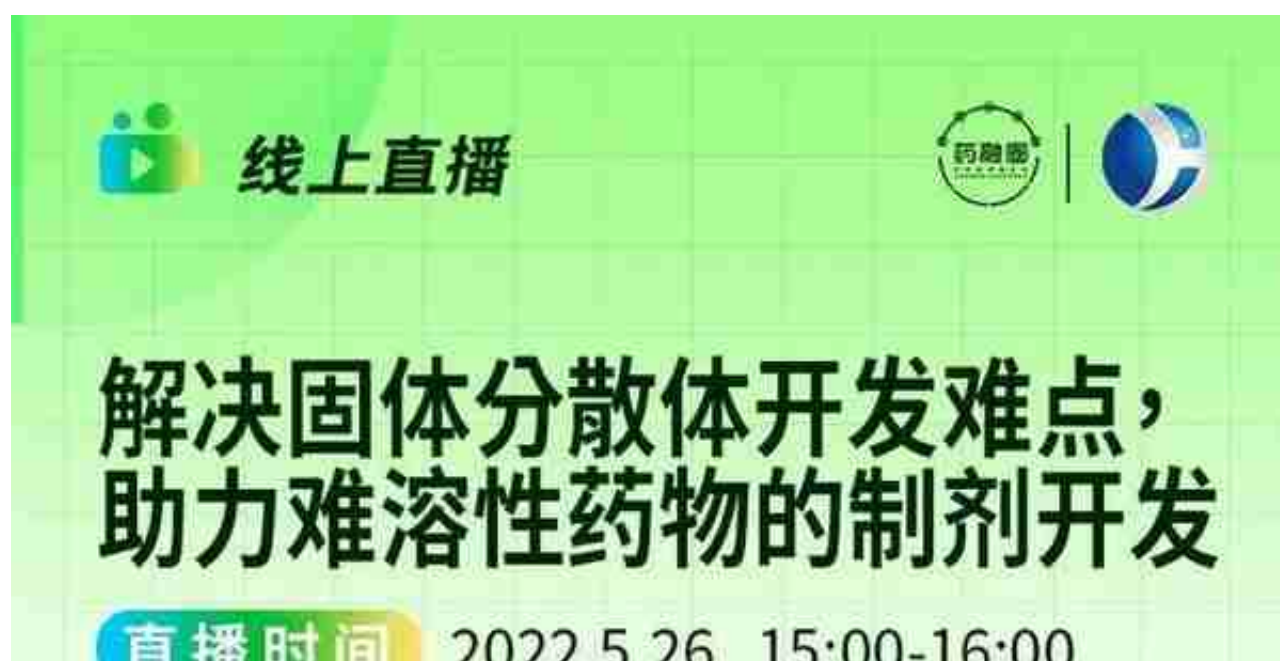 线上直播
药融圈
解决固体分散体开发难点，
助力难溶性药物的制剂开发
直播时间 2022.5.26 15:00-16:00